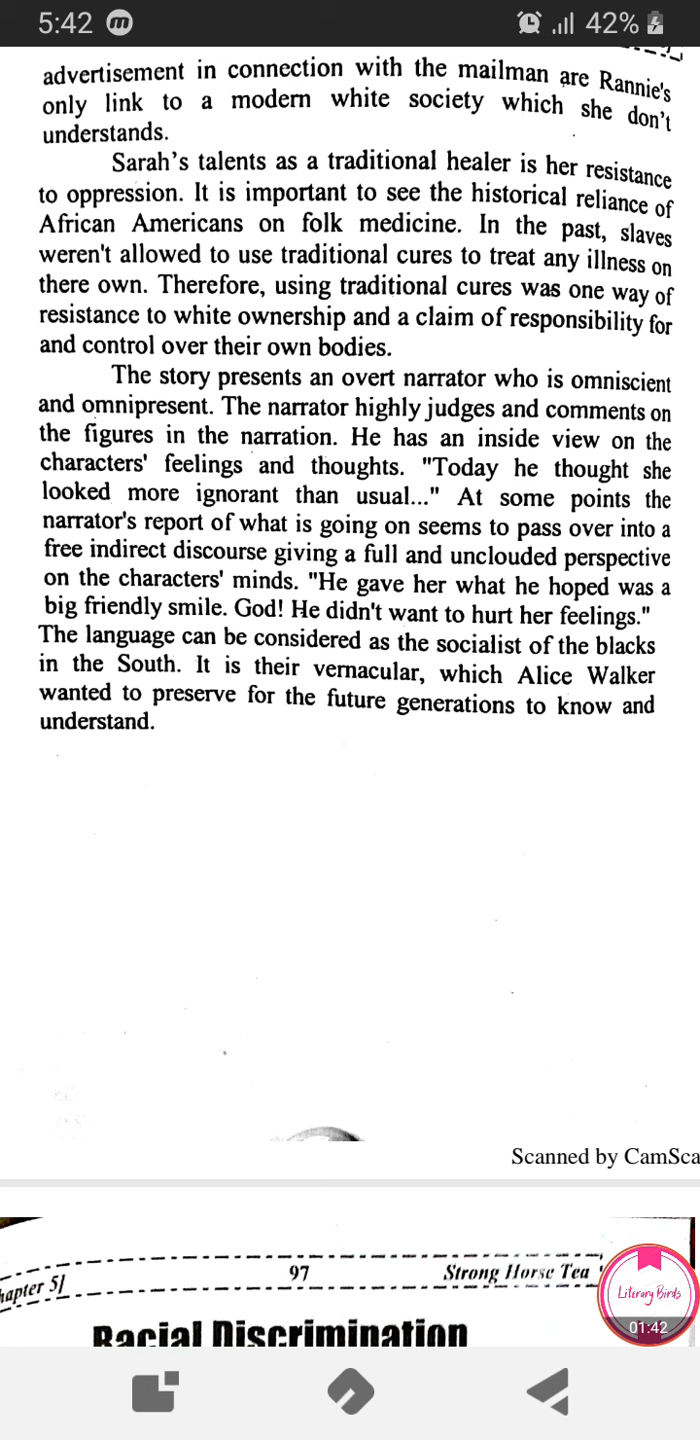 5:42 m 42%
advertisement in connection with the mailman are Rannie's
only link to a modern white society which she don't
understands.
Sarah's talents as a traditional healer is her resistance
to oppression. It is important to see the historical reliance of
African Americans on folk medicine. In the past, slaves
weren't allowed to use traditional cures to treat any illness on
there own. Therefore, using traditional cures was one way of
resistance to white ownership and a claim of responsibility for
and control over their own bodies.
The story presents an overt narrator who is omniscient
and omnipresent. The narrator highly judges and comments on
the figures in the narration. He has an inside view on the
characters' feelings and thoughts. "Today he thought she
looked more ignorant than usual..." At some points the
narrator's report of what is going on seems to pass over into a
free indirect discourse giving a full and unclouded perspective
on the characters' minds. "He gave her what he hoped was a
big friendly smile. God! He didn't want to hurt her feelings."
The language can be considered as the socialist of the blacks
in the South. It is their vernacular, which Alice Walker
wanted to preserve for the future generations to know and
understand.
Scanned by CamSca
hapter 5/ 97 Strong Horse Tea
Literary Birds
01:42
Racial Discrimination